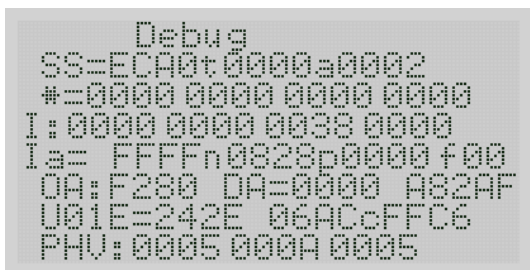 Debug
SS=ECA0t0000a0002
#=0000 0000 0000 0000
I:0000 0000 0038 0000
Ia= FFFFn0828p0000f00
OA:F280 DA=0000 A82AF
U01E=242E 06ACoFFC6
PHV:0005 000A 0005